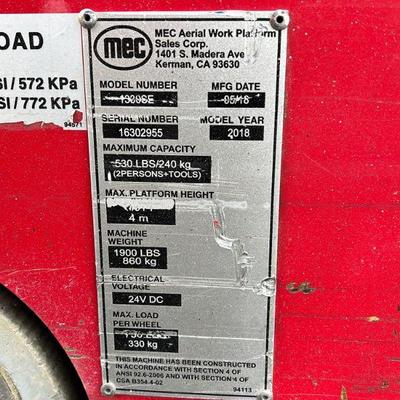 OAD
SI / 572 KPa
SI / 772 KPa
94571
mec
MEC Aerial Work Platform
Sales Corp.
1401 S. Madera Ave
Kerman, CA 93630
MODEL NUMBER
MFG DATE
1330SE
05/18
SERIAL NUMBER
MODEL YEAR
16302955
2018
MAXIMUM CAPACITY
530 LBS/240 kg
(2PERSONS+TOOLS)
MAX. PLATFORM HEIGHT
4 m
MACHINE
WEIGHT
1900 LBS
860 kg
ELECTRICAL
VOLTAGE
24V DC
MAX. LOAD
PER WHEEL
330 kg
THIS MACHINE HAS BEEN CONSTRUCTED
IN ACCORDANCE WITH SECTION 4 OF
ANSI 92.6-2006 AND WITH SECTION 4 OF
CSA B354.4-02
94113